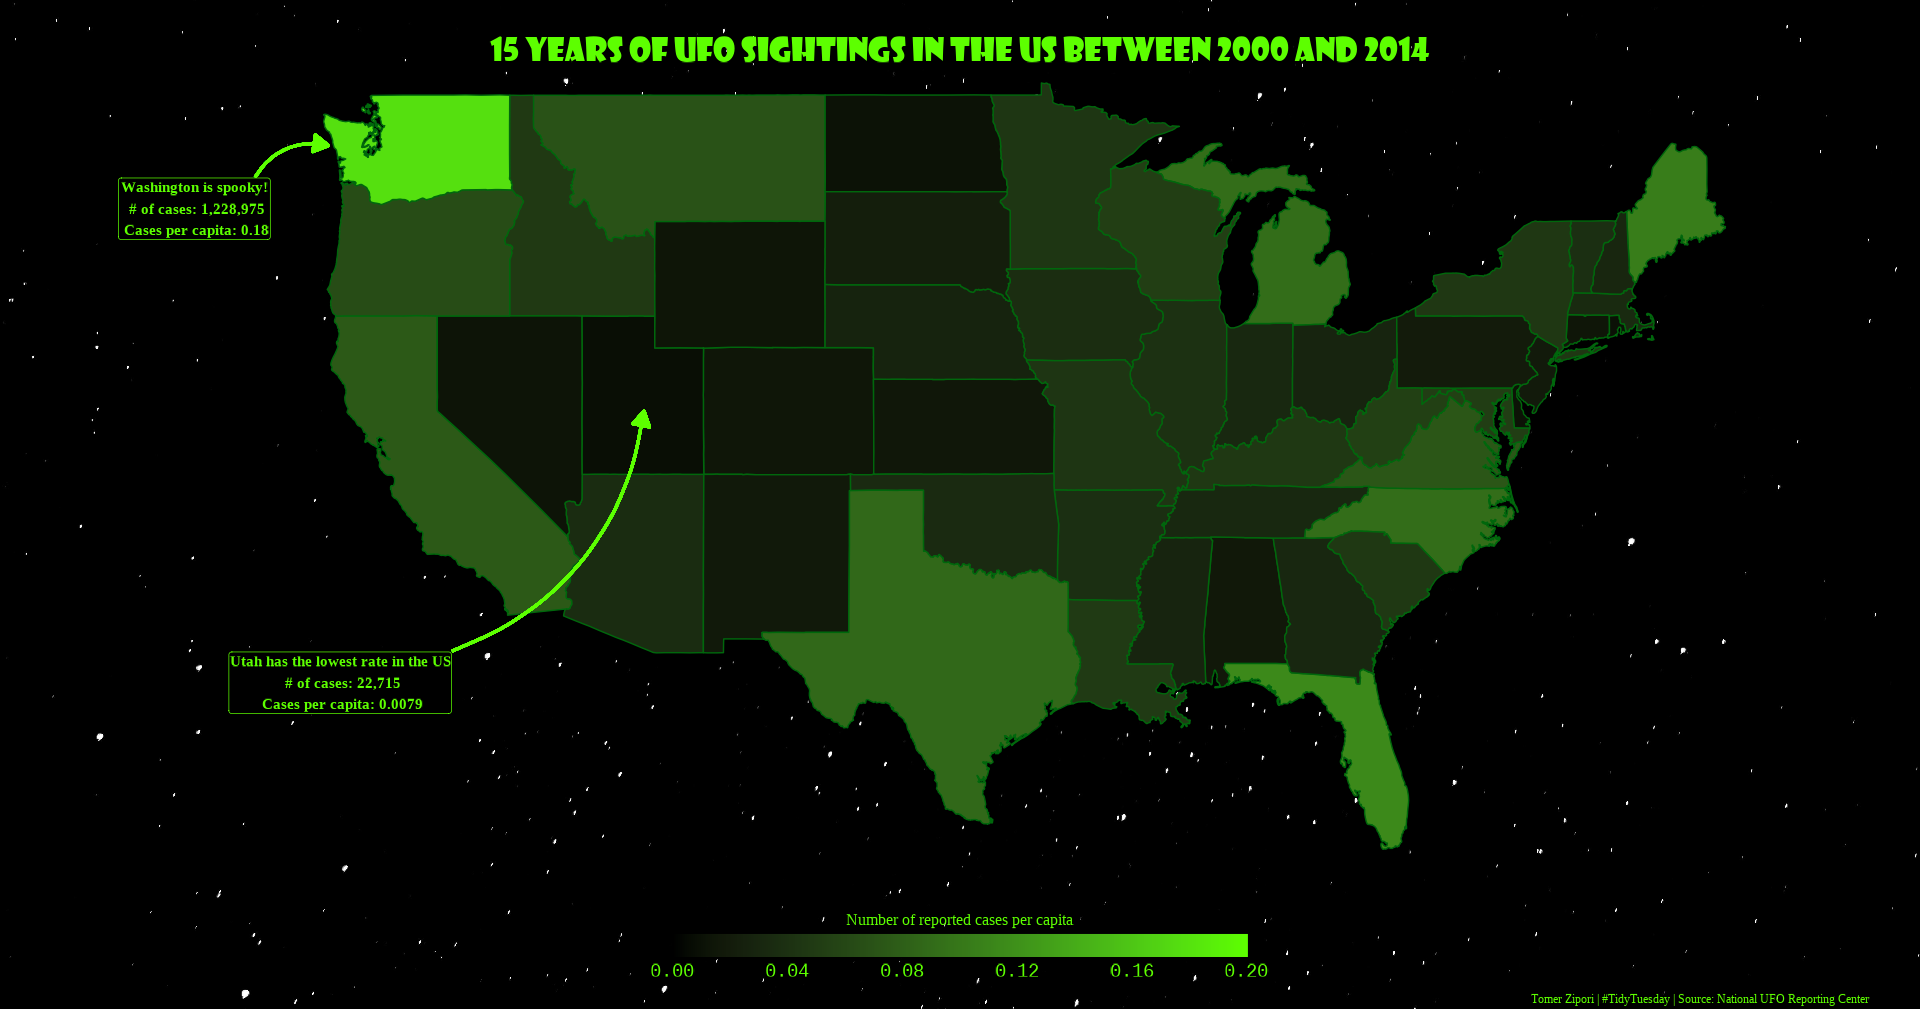 15 YEARS OF UFO SIGHTINGS IN THE US BETWEEN 2000 AND 2014
Washington is spooky!
# of cases: 1,228,975
Cases per capita: 0.18
Utah has the lowest rate in the US
# of cases: 22,715
Cases per capita: 0.0079
Number of reported cases per capita
0.00 0.04 0.08 0.12 0.16 0.20
Tomer Zipori | #TidyTuesday | Source: National UFO Reporting Center